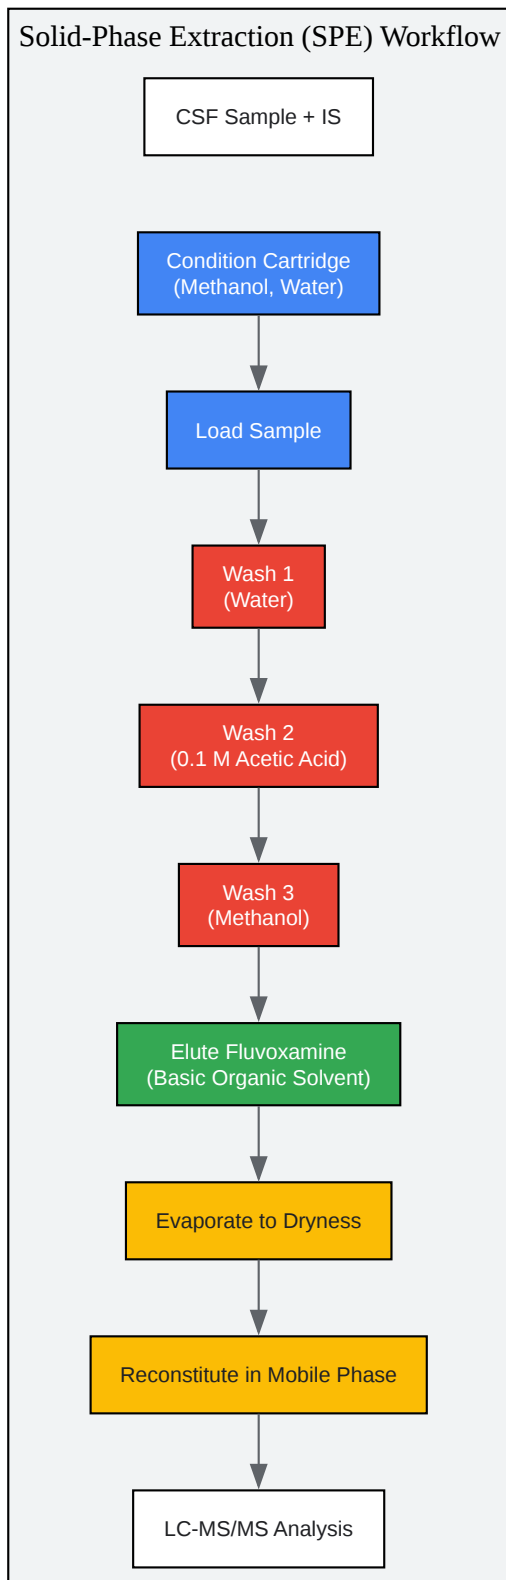 Solid-Phase Extraction (SPE) Workflow
CSF Sample + IS
Condition Cartridge
(Methanol, Water)
Load Sample
Wash 1
(Water)
Wash 2
(0.1 M Acetic Acid)
Wash 3
(Methanol)
Elute Fluvoxamine
(Basic Organic Solvent)
Evaporate to Dryness
Reconstitute in Mobile Phase
LC-MS/MS Analysis